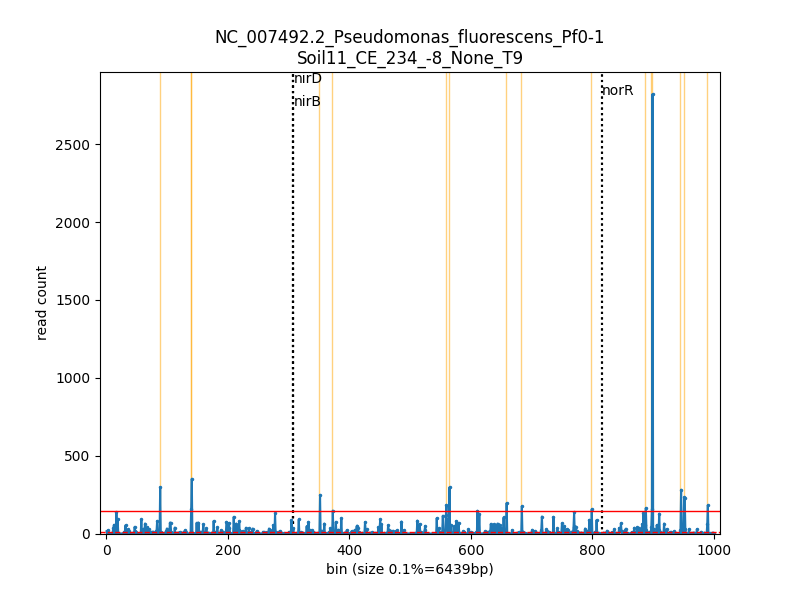 NC_007492.2_Pseudomonas_fluorescens_Pf0-1
Soil11_CE_234_-8_None_T9
nirD
nirB
norR
2500
2000
1500
1000
500
0
read count
0
200
400
600
800
1000
bin (size 0.1%=6439bp)